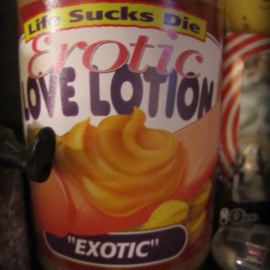 Life Sucks Die
Erotic
LOVE LOTION
"EXOTIC"